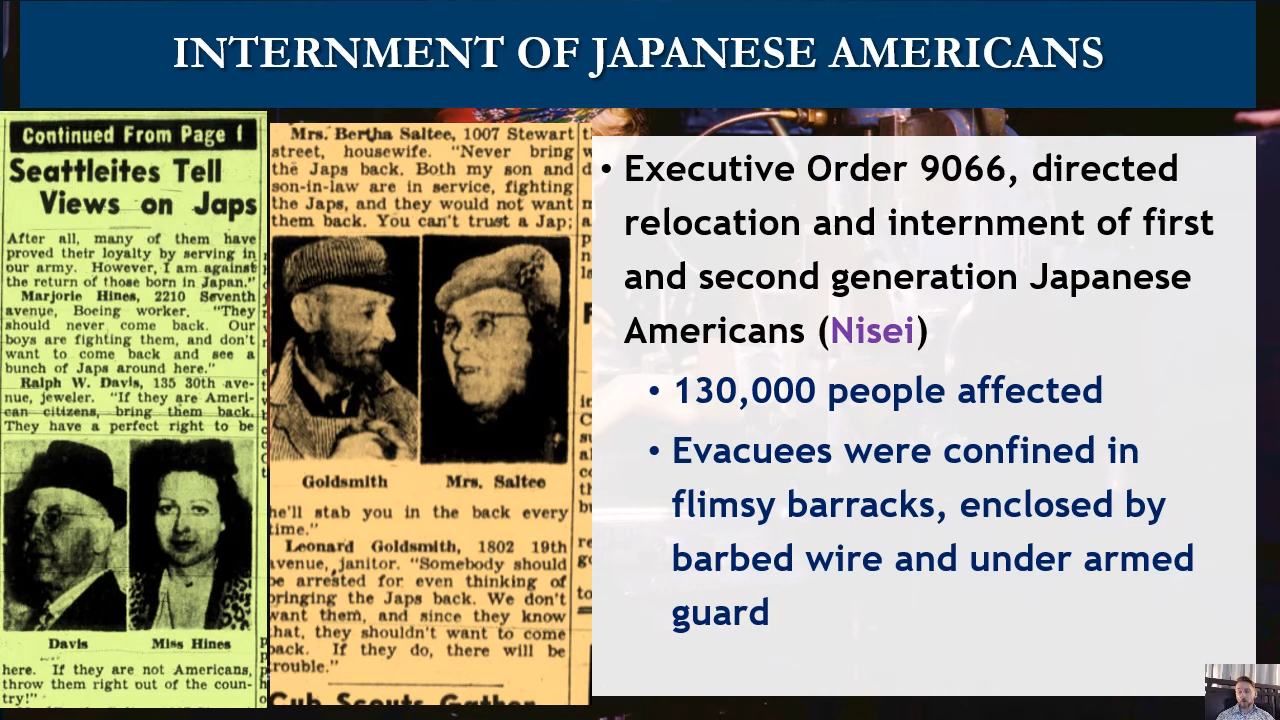 INTERNMENT OF JAPANESE AMERICANS
Continued From Page 1
Seattleites Tell
Views on Japs
After all, many of them have
proved their loyalty by serving in
our army. However, I am against
the return of those born in Japan."
Marjorie Hines, 2210 Seventh
avenue, Boeing worker. "They
should never come back. Our
boys are fighting them, and don't
want to come back and see a
bunch of Japs around here."
Ralph W. Davis, 135 30th ave-
nue, jeweler. "If they are Ameri-
can citizens, bring them back.
They have a perfect right to be
Davis Miss Hines
here. If they are not Americans,
throw them right out of the coun-
try!"
Mrs. Bertha Saltee, 1007 Stewart
street, housewife. "Never bring
the Japs back. Both my son and
son-in-law are in service, fighting
the Japs, and they would not want
them back. You can't trust a Jap;
Goldsmith Mrs. Saltee
he'll stab you in the back every
time."
Leonard Goldsmith, 1802 19th
avenue, janitor. "Somebody should
be arrested for even thinking of
bringing the Japs back. We don't
want them, and since they know
that, they shouldn't want to come
back. If they do, there will be
trouble."
Cub Scouts Gather
• Executive Order 9066, directed
relocation and internment of first
and second generation Japanese
Americans (Nisei)
• 130,000 people affected
• Evacuees were confined in
flimsy barracks, enclosed by
barbed wire and under armed
guard